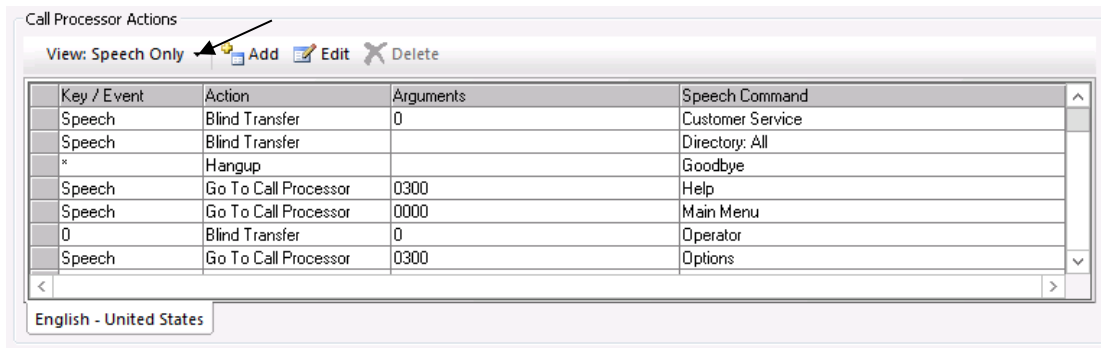 Call Processor Actions
View: Speech Only Add Edit Delete
Key / Event Action Arguments Speech Command
Speech Blind Transfer 0 Customer Service
Speech Blind Transfer Directory: All
* Hangup Goodbye
Speech Go To Call Processor 0300 Help
Speech Go To Call Processor 0000 Main Menu
0 Blind Transfer 0 Operator
Speech Go To Call Processor 0300 Options
English - United States